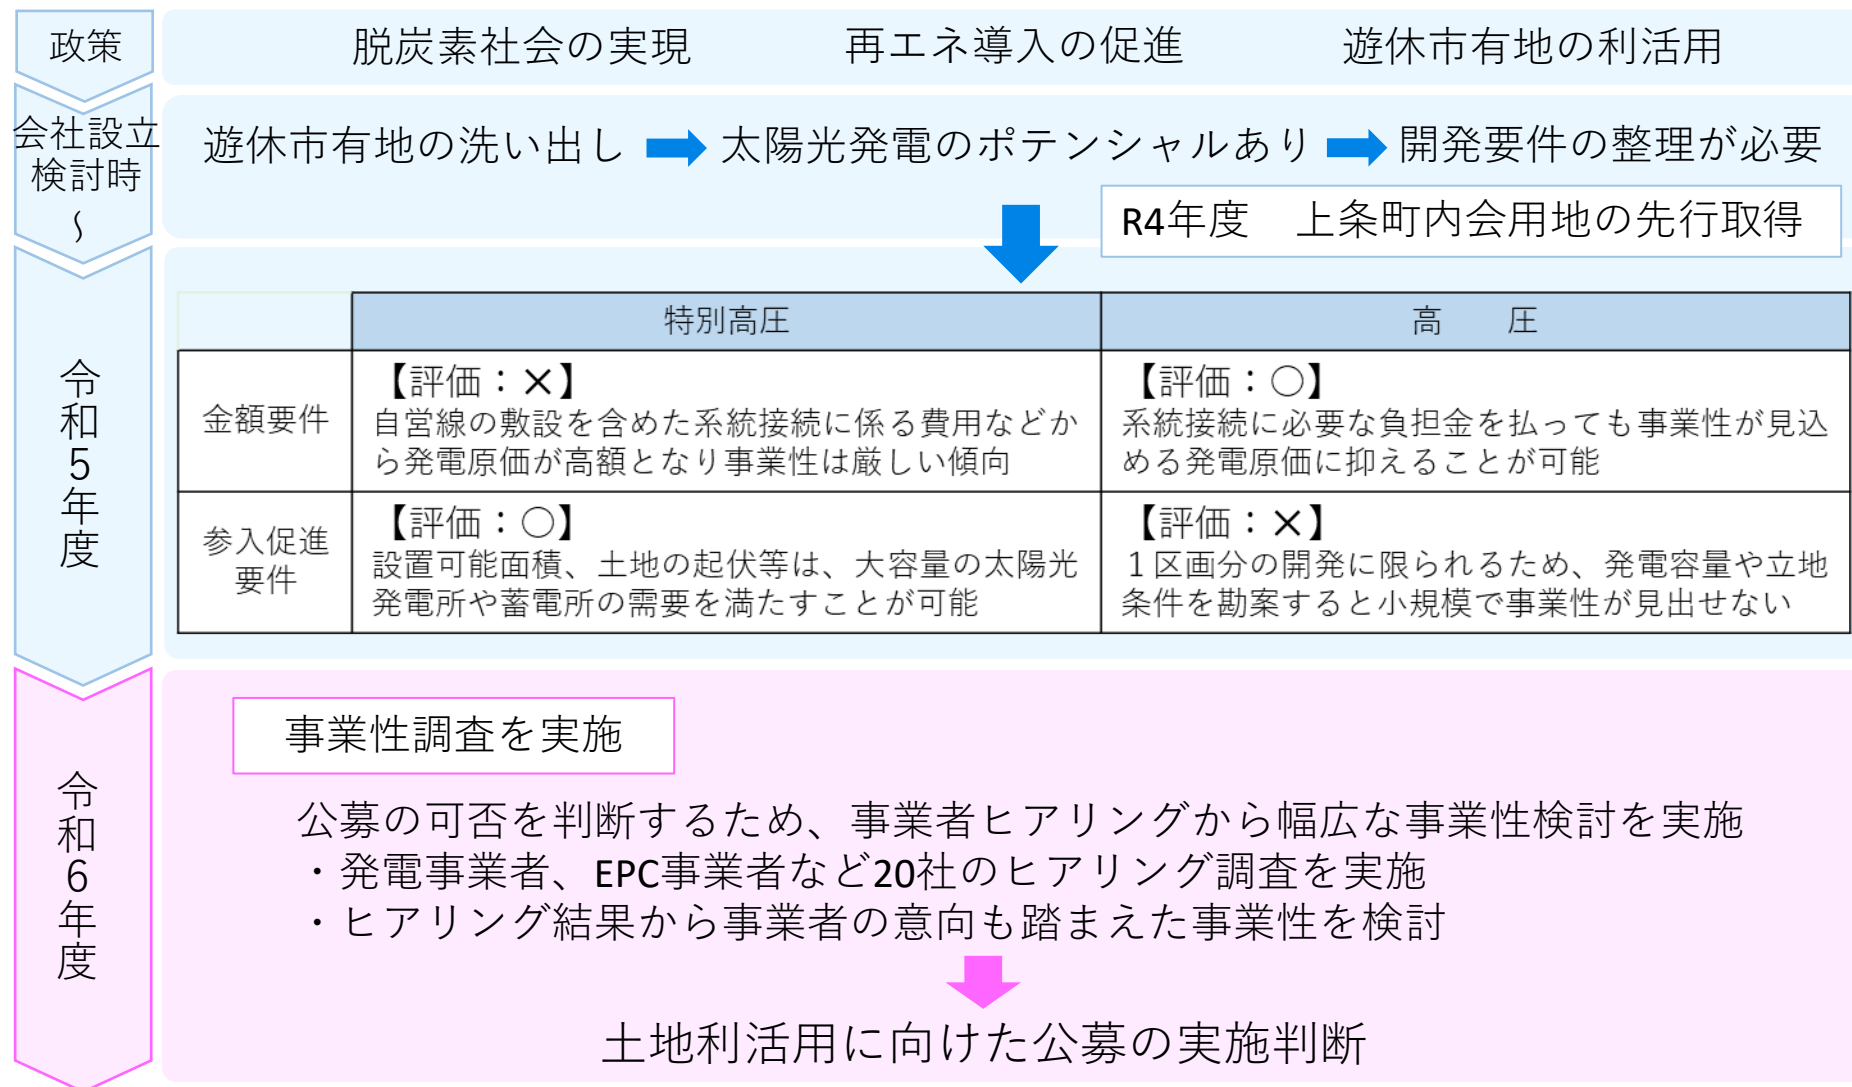 政策
脱炭素社会の実現　再エネ導入の促進　遊休市有地の利活用
会社設立
検討時
～
遊休市有地の洗い出し　太陽光発電のポテンシャルあり　開発要件の整理が必要
R4年度　上条町内会用地の先行取得
令和5年度
特別高圧　高　圧
金額要件
【評価：×】
自営線の敷設を含めた系統接続に係る費用などか
ら発電原価が高額となり事業性は厳しい傾向
【評価：○】
系統接続に必要な負担金を払っても事業性が見込
める発電原価に抑えることが可能
参入促進
要件
【評価：○】
設置可能面積、土地の起伏等は、大容量の太陽光
発電所や蓄電所の需要を満たすことが可能
【評価：×】
１区画分の開発に限られるため、発電容量や立地
条件を勘案すると小規模で事業性が見出せない
令和6年度
事業性調査を実施
公募の可否を判断するため、事業者ヒアリングから幅広な事業性検討を実施
・発電事業者、EPC事業者など20社のヒアリング調査を実施
・ヒアリング結果から事業者の意向も踏まえた事業性を検討
土地利活用に向けた公募の実施判断